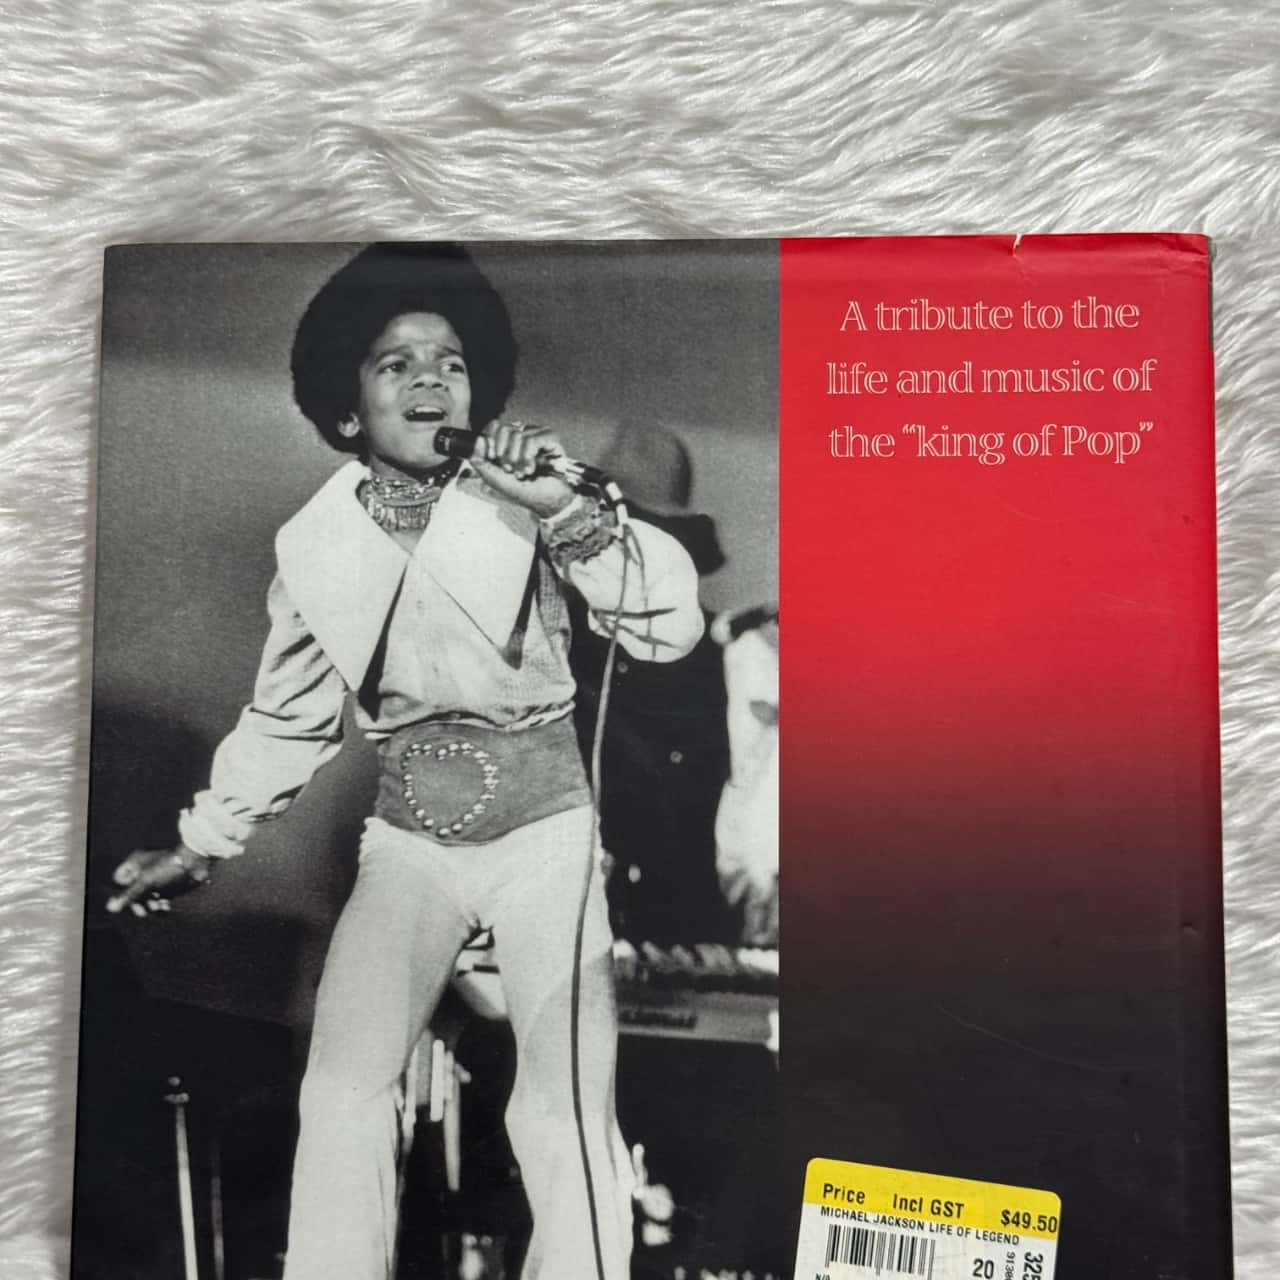 A tribute to the
life and music of
the “king of Pop”
Price Incl GST $49.50
MICHAEL JACKSON LIFE OF LEGEND
20